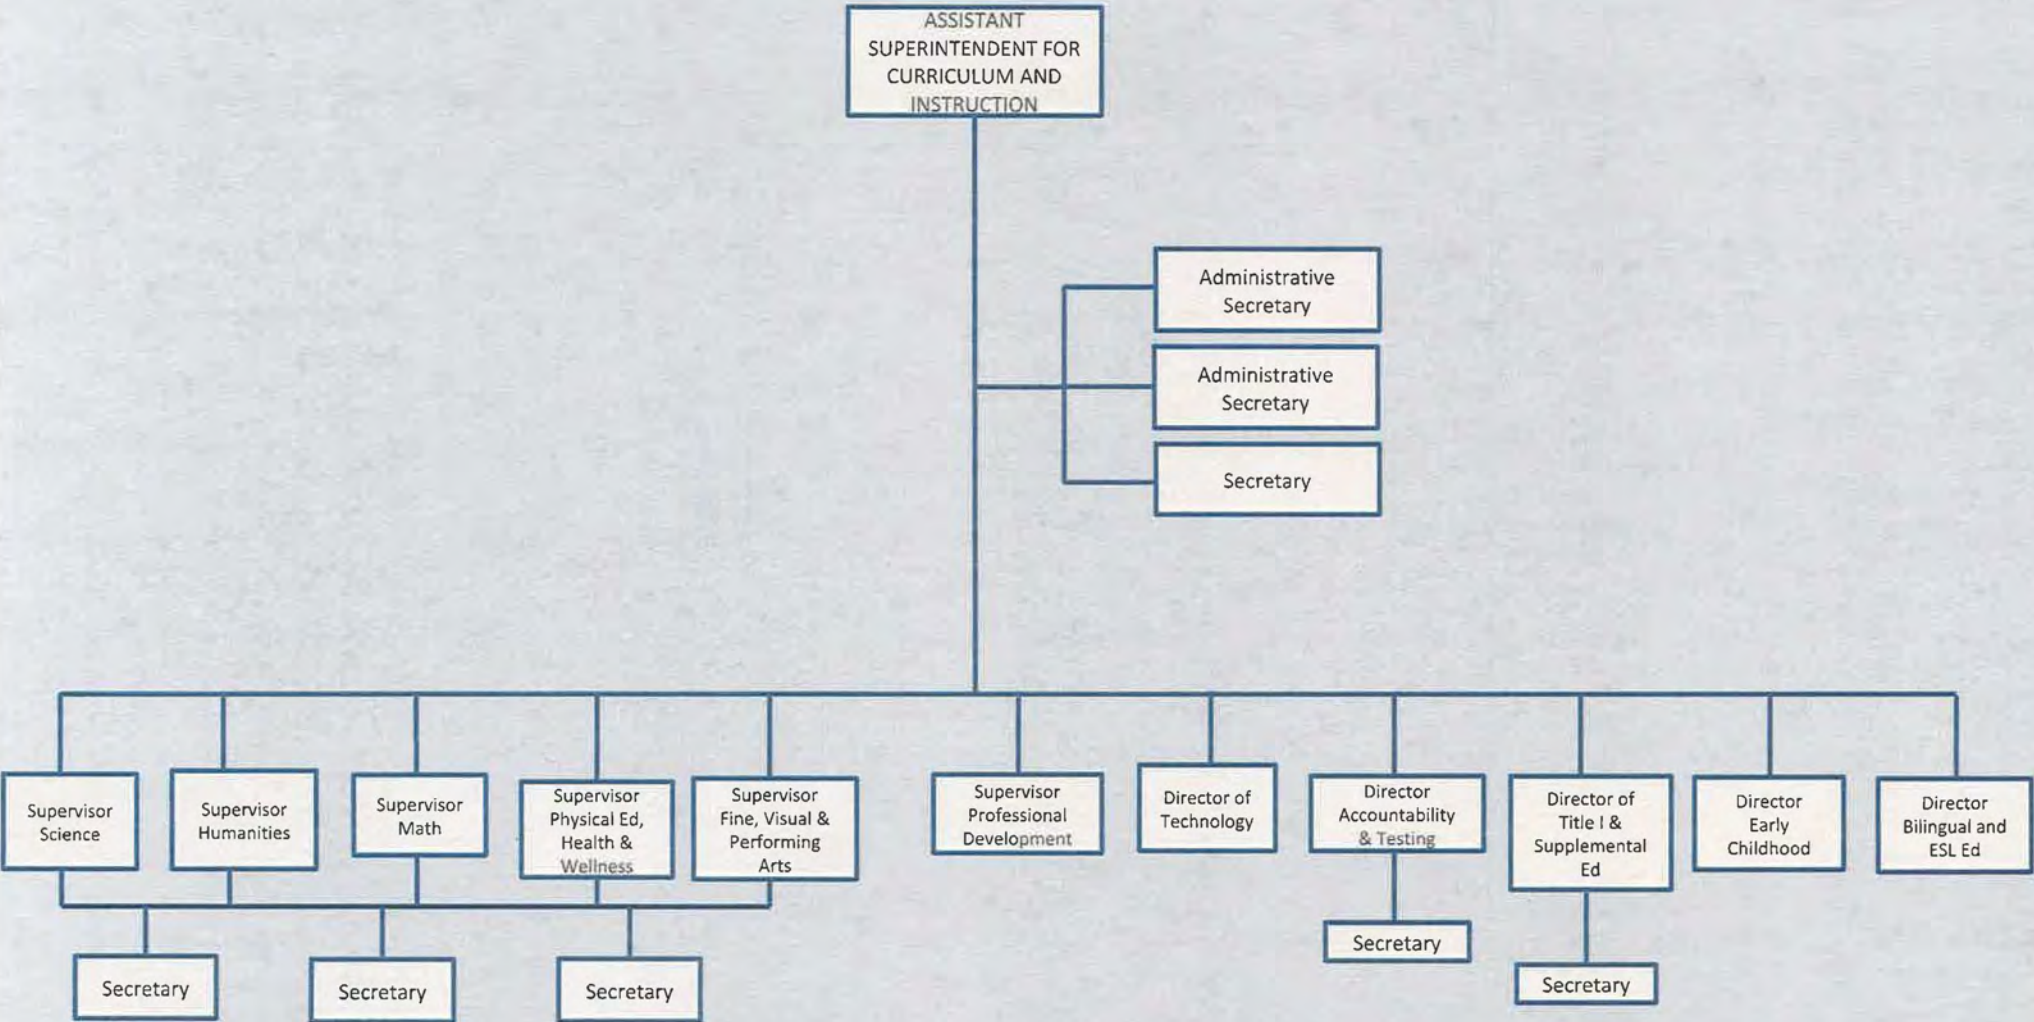 ASSISTANT
SUPERINTENDENT FOR
CURRICULUM AND
INSTRUCTION
Administrative
Secretary
Administrative
Secretary
Secretary
Supervisor
Science
Supervisor
Humanities
Supervisor
Math
Supervisor
Physical Ed,
Health &
Wellness
Supervisor
Fine, Visual &
Performing
Arts
Supervisor
Professional
Development
Director of
Technology
Director
Accountability
& Testing
Director of
Title I &
Supplemental
Ed
Director
Early
Childhood
Director
Bilingual and
ESL Ed
Secretary
Secretary
Secretary
Secretary
Secretary